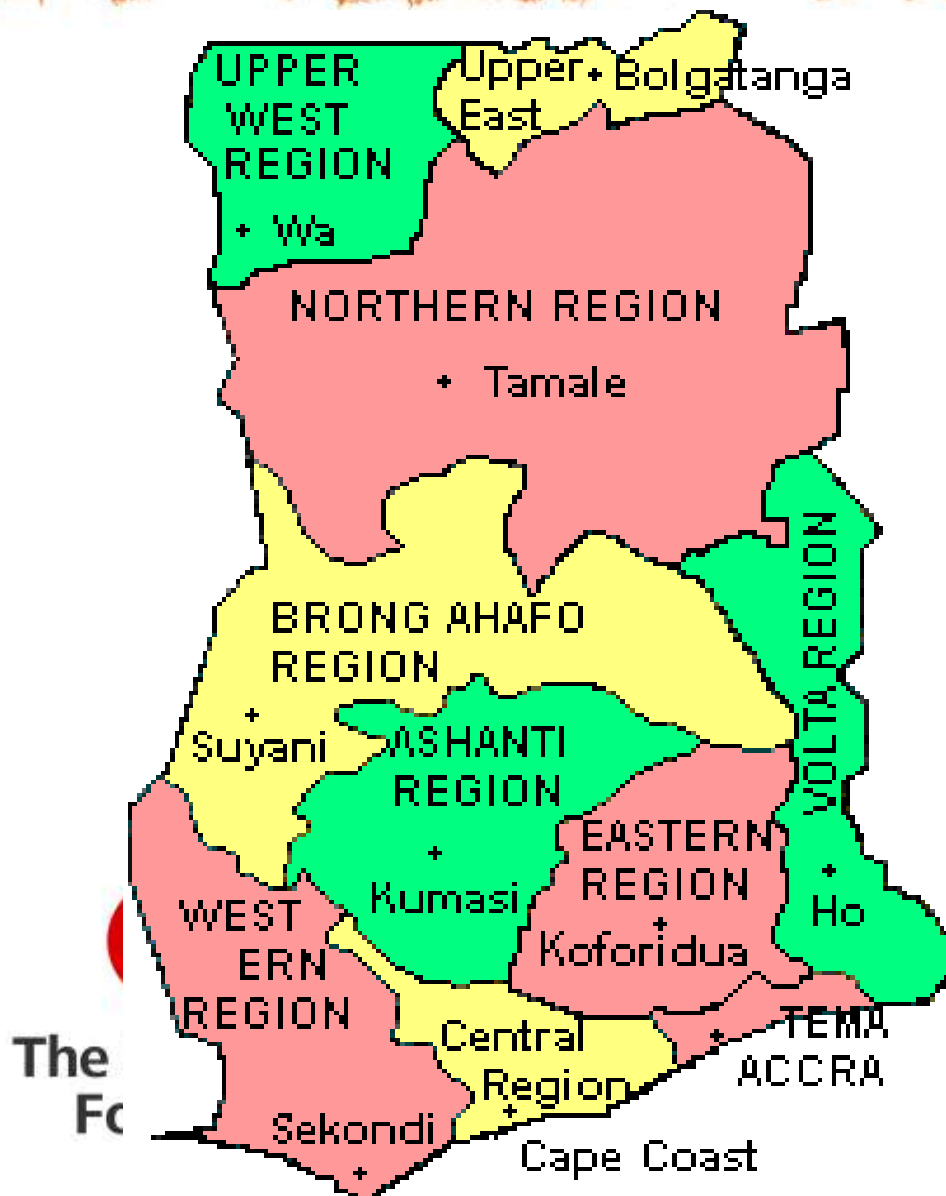 UPPER
WEST
REGION
Wa
Upper
East
Bolgatanga
NORTHERN REGION
Tamale
BRONG AHAFO
REGION
Suyani
ASHANTI
REGION
Kumasi
VOLTA REGION
Ho
EASTERN
REGION
Koforidua
WEST
ERN
REGION
Sekondi
Central
Region
Cape Coast
TEMA
ACCRA
The
Fo